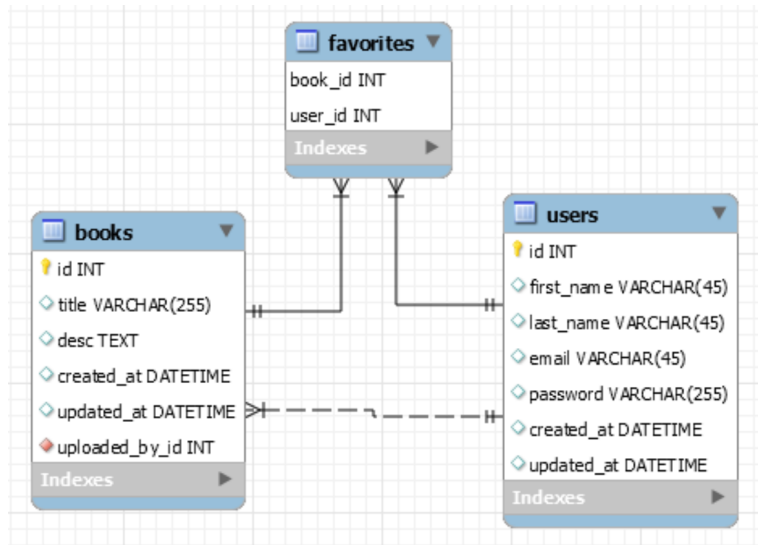 favorites
book_id INT
user_id INT
Indexes
books
id INT
title VARCHAR(255)
desc TEXT
created_at DATETIME
updated_at DATETIME
uploaded_by_id INT
Indexes
users
id INT
first_name VARCHAR(45)
last_name VARCHAR(45)
email VARCHAR(45)
password VARCHAR(255)
created_at DATETIME
updated_at DATETIME
Indexes